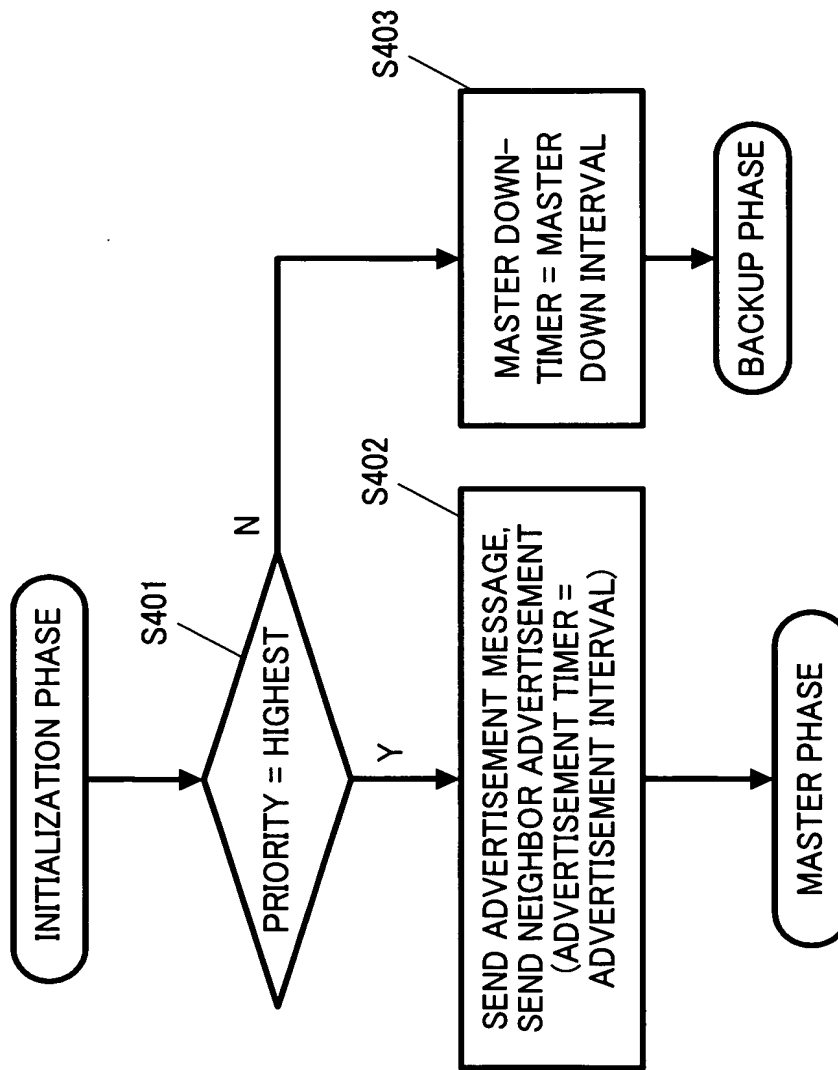 INITIALIZATION PHASE
S401
PRIORITY = HIGHEST
N
Y
S402
SEND ADVERTISEMENT MESSAGE,
SEND NEIGHBOR ADVERTISEMENT
(ADVERTISEMENT TIMER =
ADVERTISEMENT INTERVAL)
MASTER PHASE
S403
MASTER DOWN-
TIMER = MASTER
DOWN INTERVAL
BACKUP PHASE